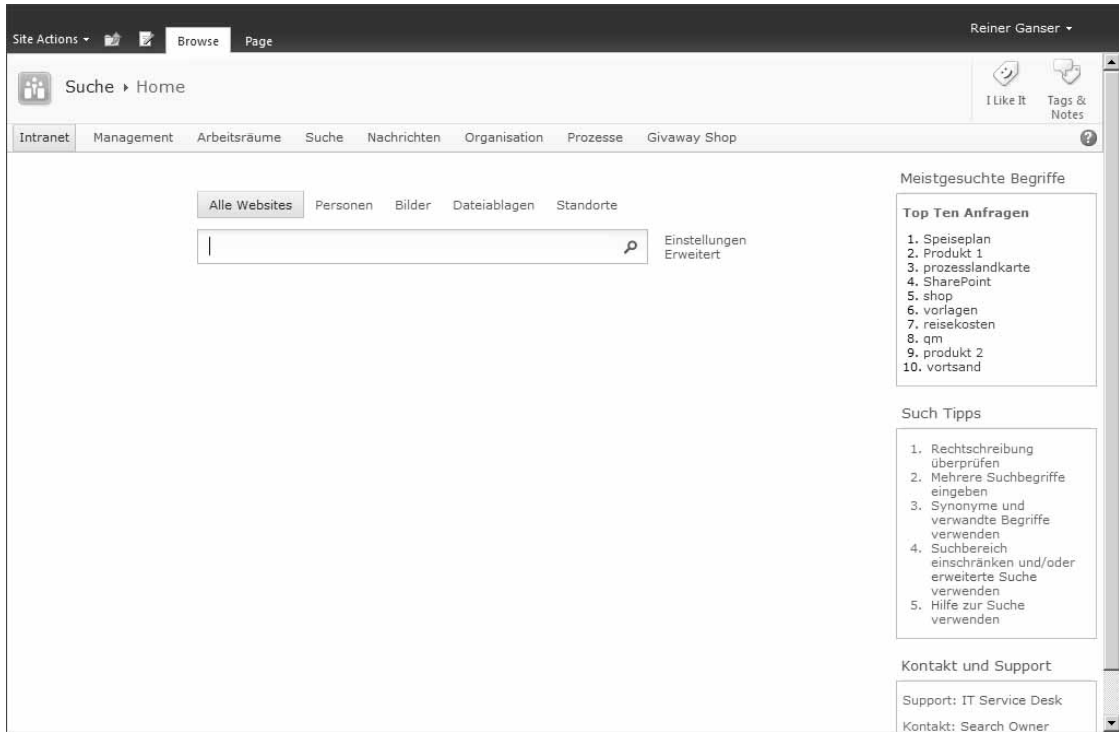 Reiner Ganser
Site Actions Browse Page
Suche Home
I Like It
Tags &
Notes
Intranet Management Arbeitsräume Suche Nachrichten Organisation Prozesse Givaway Shop
Alle Websites Personen Bilder Dateiablagen Standorte
Einstellungen
Erweitert
Meistgesuchte Begriffe
Top Ten Anfragen
1. Speiseplan
2. Produkt 1
3. prozesslandkarte
4. SharePoint
5. shop
6. vorlagen
7. reisekosten
8. qm
9. produkt 2
10. vortsand
Such Tipps
1. Rechtschreibung
überprüfen
2. Mehrere Suchbegriffe
eingeben
3. Synonyme und
verwandte Begriffe
verwenden
4. Suchbereich
einschränken und/oder
erweiterte Suche
verwenden
5. Hilfe zur Suche
verwenden
Kontakt und Support
Support: IT Service Desk
Kontakt: Search Owner